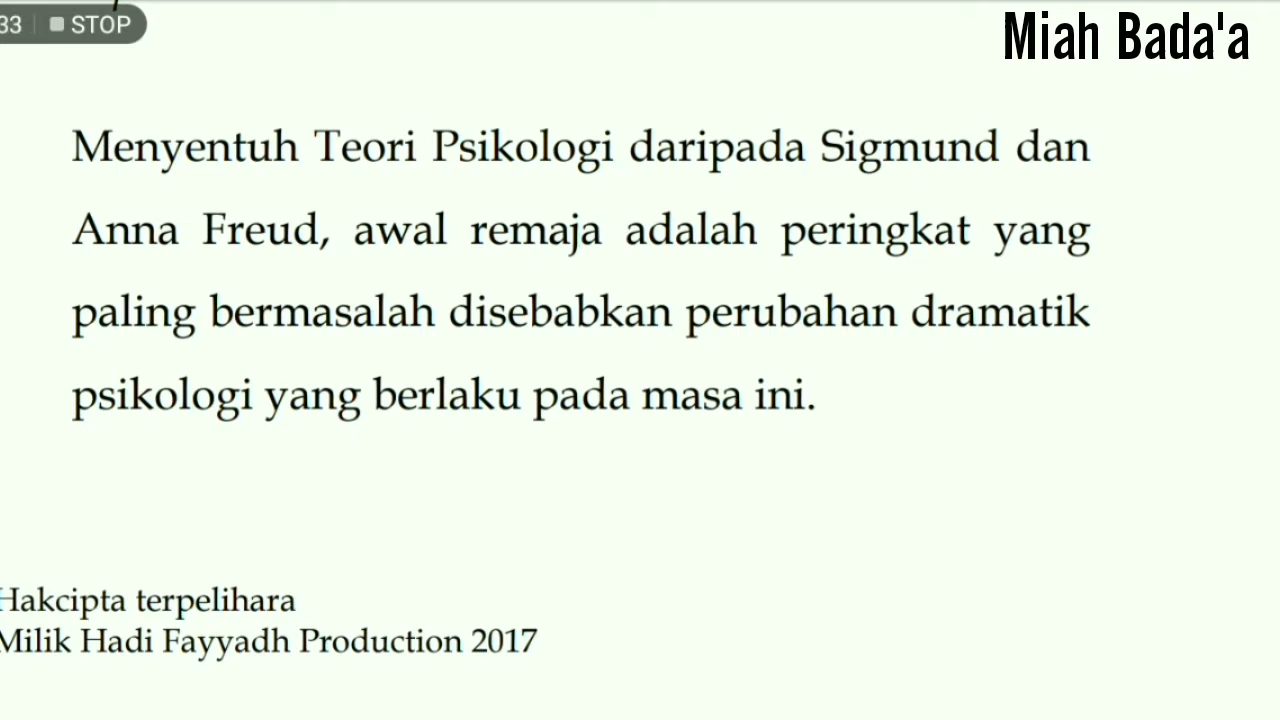 33 STOP
Miah Bada'a
Menyentuh Teori Psikologi daripada Sigmund dan
Anna Freud, awal remaja adalah peringkat yang
paling bermasalah disebabkan perubahan dramatik
psikologi yang berlaku pada masa ini.
Hakcipta terpelihara
Milik Hadi Fayyadh Production 2017